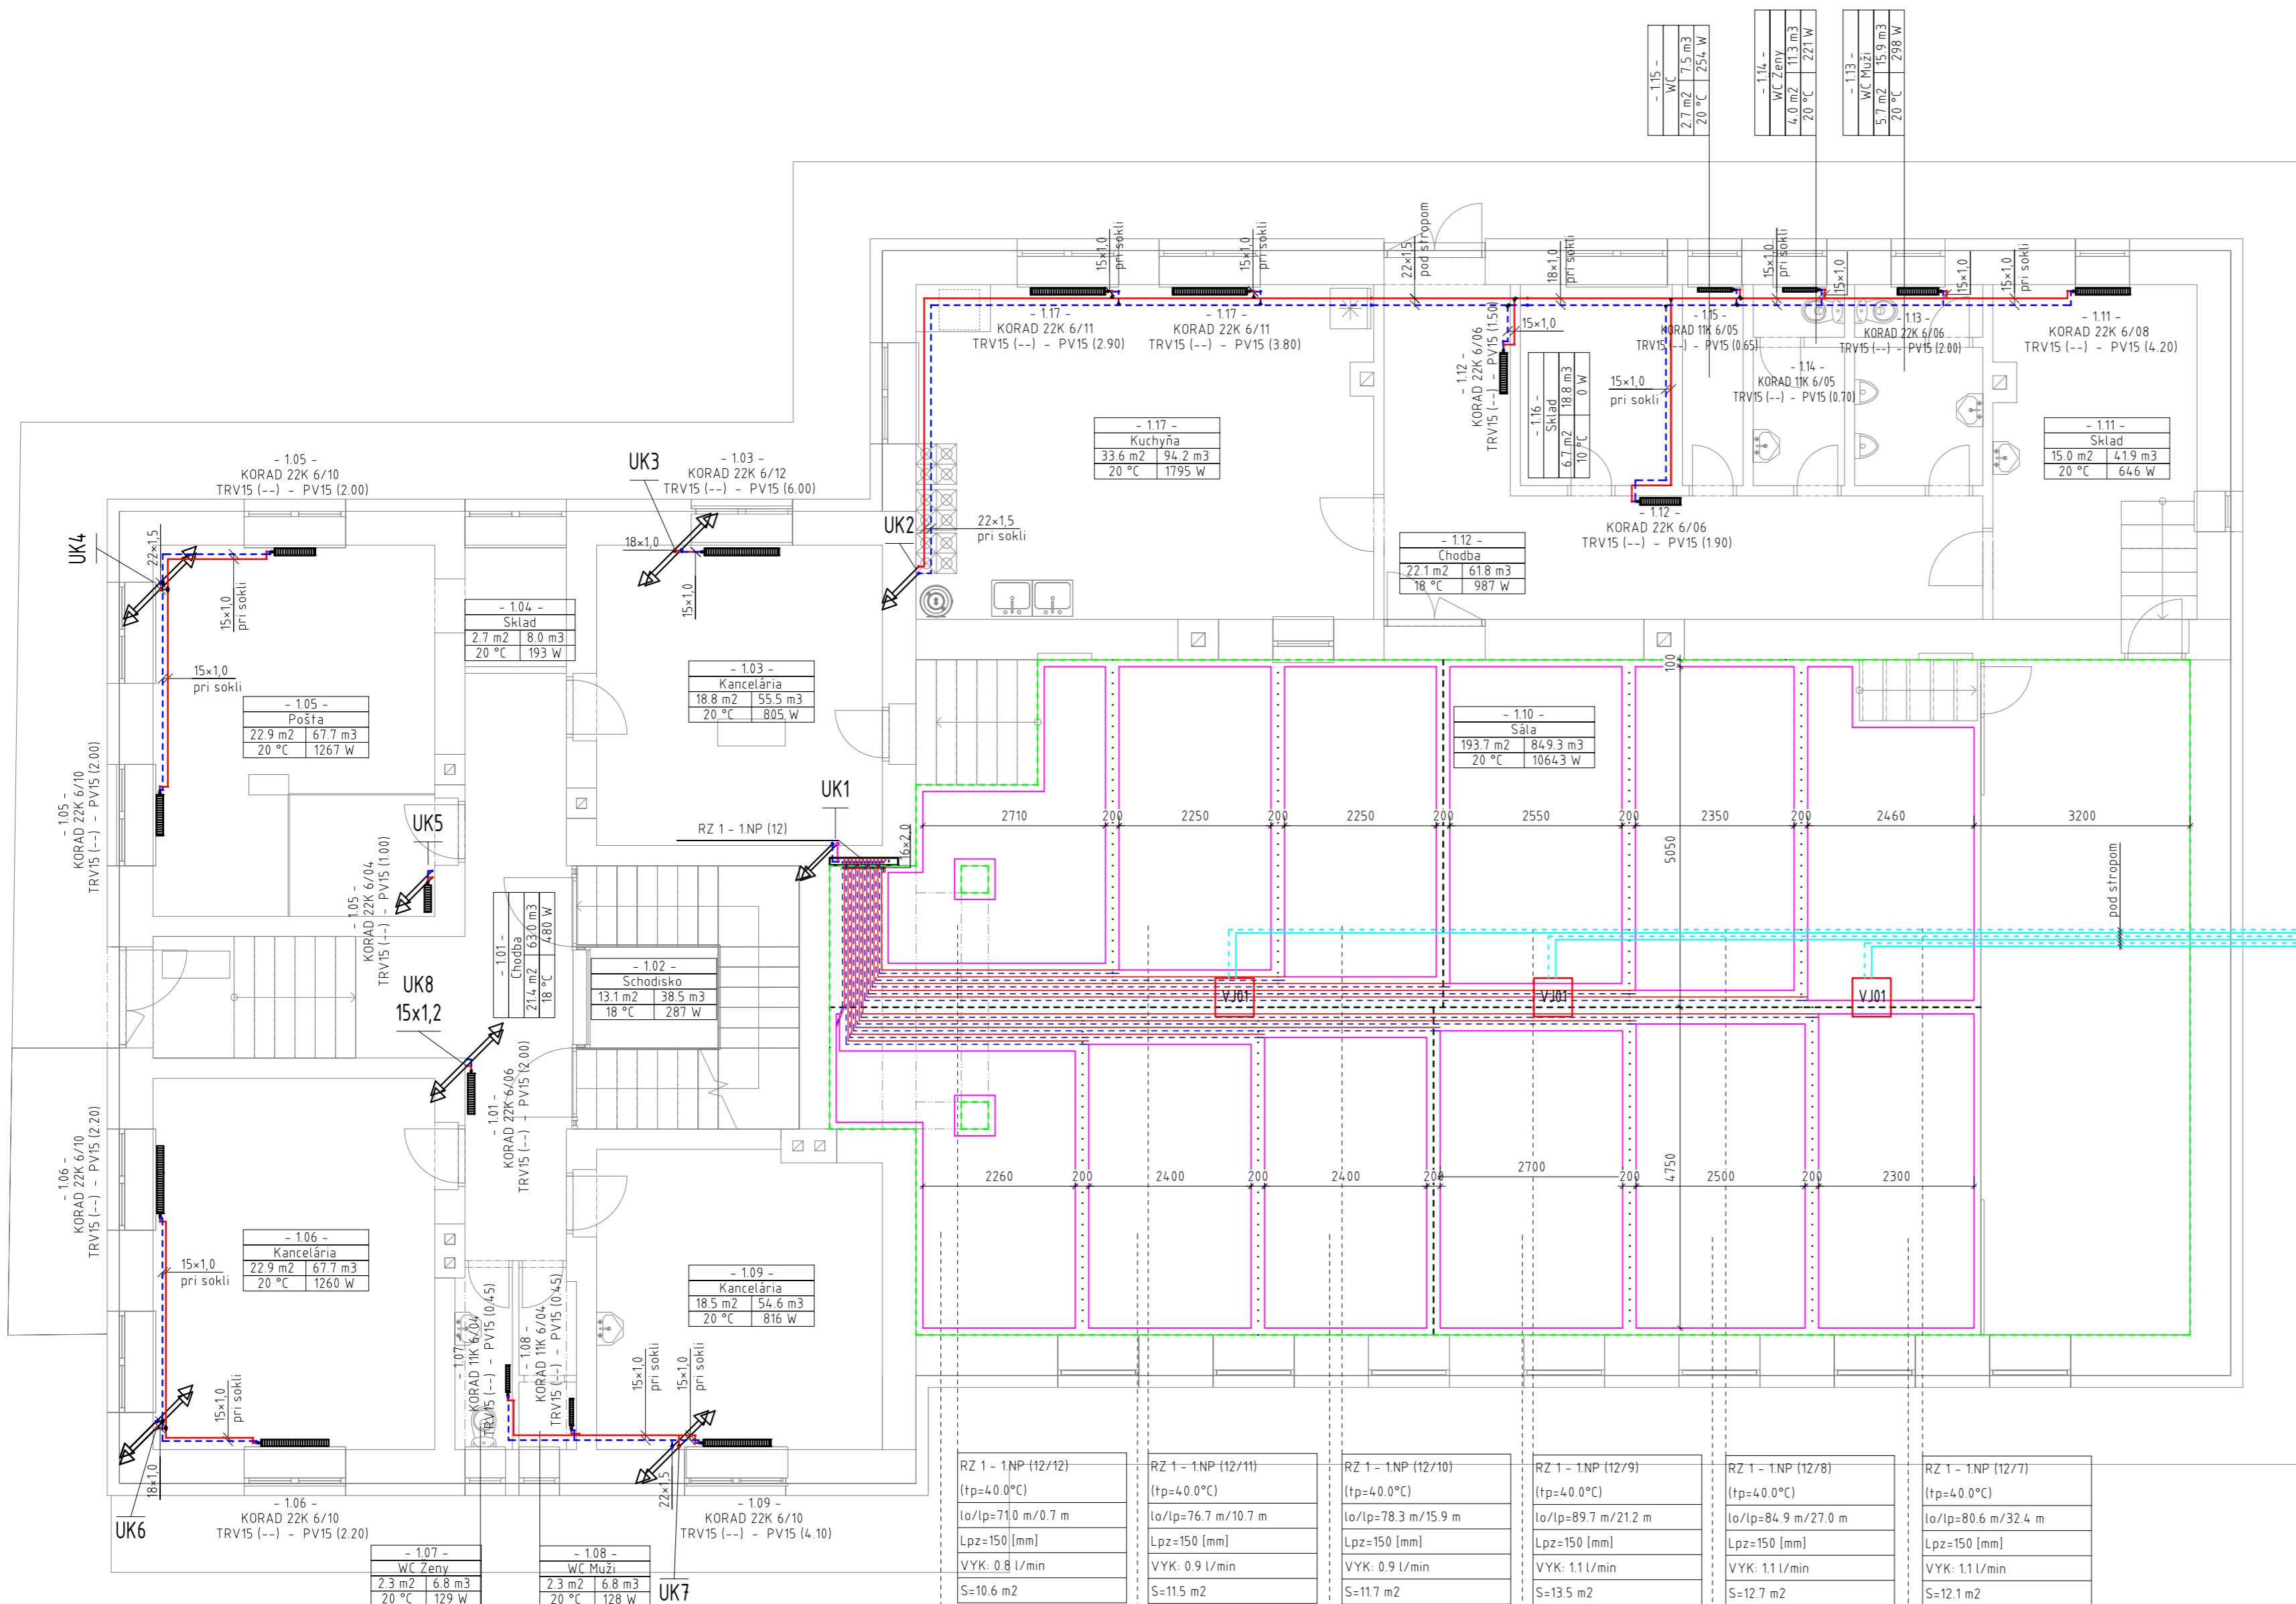 - 1.15 -
WC
2.7 m2 7.5 m3
20 °C 254 W
- 1.14 -
WC Ženy
4.0 m2 11.3 m3
20 °C 221 W
- 1.13 -
WC Muži
5.7 m2 15.9 m3
20 °C 298 W
15×1,0
pri sokli
15×1,0
pri sokli
22×1,5
pod stropom
18×1,0
pri sokli
15×1,0
pri sokli
15×1,0
15×1,0
15×1,0
pri sokli
- 1.17 -
KORAD 22K 6/11
TRV15 (--) - PV15 (2.90)
- 1.17 -
KORAD 22K 6/11
TRV15 (--) - PV15 (3.80)
- 1.12 -
KORAD 22K 6/06
TRV15 (--) - PV15 (1.50)
15×1,0
- 1.15 -
KORAD 11K 6/05
TRV15 (--) - PV15 (0.65)
- 1.13 -
KORAD 22K 6/06
TRV15 (--) - PV15 (2.00)
- 1.11 -
KORAD 22K 6/08
TRV15 (--) - PV15 (4.20)
- 1.14 -
KORAD 11K 6/05
TRV15 (--) - PV15 (0.70)
- 1.16 -
Sklad
6.7 m2 18.8 m3
10 °C 0 W
15×1,0
pri sokli
- 1.17 -
Kuchyňa
33.6 m2 94.2 m3
20 °C 1795 W
- 1.11 -
Sklad
15.0 m2 41.9 m3
20 °C 646 W
- 1.05 -
KORAD 22K 6/10
TRV15 (--) - PV15 (2.00)
UK3
- 1.03 -
KORAD 22K 6/12
TRV15 (--) - PV15 (6.00)
UK4
22×1,5
18×1,0
15×1,0
UK2
22×1,5
pri sokli
- 1.12 -
KORAD 22K 6/06
TRV15 (--) - PV15 (1.90)
- 1.12 -
Chodba
22.1 m2 61.8 m3
18 °C 987 W
15×1,0
pri sokli
- 1.04 -
Sklad
2.7 m2 8.0 m3
20 °C 193 W
15×1,0
pri sokli
- 1.03 -
Kancelária
18.8 m2 55.5 m3
20 °C 805 W
- 1.05 -
Pošta
22.9 m2 67.7 m3
20 °C 1267 W
- 1.10 -
Sála
193.7 m2 849.3 m3
20 °C 10643 W
100
- 1.05 -
KORAD 22K 6/10
TRV15 (--) - PV15 (2.00)
UK5
UK1
RZ 1 - 1.NP (12)
2710 200 2250 200 2250 200 2550 200 2350 200 2460 3200
5050
- 1.05 -
KORAD 22K 6/04
TRV15 (--) - PV15 (1.00)
pod stropom
- 1.01 -
Chodba
21.4 m2 63.0 m3
18 °C 480 W
- 1.02 -
Schodisko
13.1 m2 38.5 m3
18 °C 287 W
UK8
15x1,2
VJ01
VJ01
VJ01
- 1.01 -
KORAD 22K 6/06
TRV15 (--) - PV15 (2.00)
- 1.06 -
KORAD 22K 6/10
TRV15 (--) - PV15 (2.20)
2260 200 2400 200 2400 200 2700 200 2500 200 2300
4750
- 1.06 -
Kancelária
22.9 m2 67.7 m3
20 °C 1260 W
15×1,0
pri sokli
- 1.09 -
Kancelária
18.5 m2 54.6 m3
20 °C 816 W
- 1.07 -
KORAD 11K 6/04
TRV15 (--) - PV15 (0.45)
- 1.08 -
KORAD 11K 6/04
TRV15 (--) - PV15 (0.45)
15×1,0
pri sokli
15×1,0
pri sokli
15×1,0
pri sokli
18×1,0
22×1,5
UK6
- 1.06 -
KORAD 22K 6/10
TRV15 (--) - PV15 (2.20)
- 1.09 -
KORAD 22K 6/10
TRV15 (--) - PV15 (4.10)
- 1.07 -
WC Ženy
2.3 m2 6.8 m3
20 °C 129 W
- 1.08 -
WC Muži
2.3 m2 6.8 m3
20 °C 128 W
UK7
RZ 1 - 1.NP (12/12)
(tp=40.0°C)
lo/lp=71.0 m/0.7 m
Lpz=150 [mm]
VYK: 0.8 l/min
S=10.6 m2
RZ 1 - 1.NP (12/11)
(tp=40.0°C)
lo/lp=76.7 m/10.7 m
Lpz=150 [mm]
VYK: 0.9 l/min
S=11.5 m2
RZ 1 - 1.NP (12/10)
(tp=40.0°C)
lo/lp=78.3 m/15.9 m
Lpz=150 [mm]
VYK: 0.9 l/min
S=11.7 m2
RZ 1 - 1.NP (12/9)
(tp=40.0°C)
lo/lp=89.7 m/21.2 m
Lpz=150 [mm]
VYK: 1.1 l/min
S=13.5 m2
RZ 1 - 1.NP (12/8)
(tp=40.0°C)
lo/lp=84.9 m/27.0 m
Lpz=150 [mm]
VYK: 1.1 l/min
S=12.7 m2
RZ 1 - 1.NP (12/7)
(tp=40.0°C)
lo/lp=80.6 m/32.4 m
Lpz=150 [mm]
VYK: 1.1 l/min
S=12.1 m2